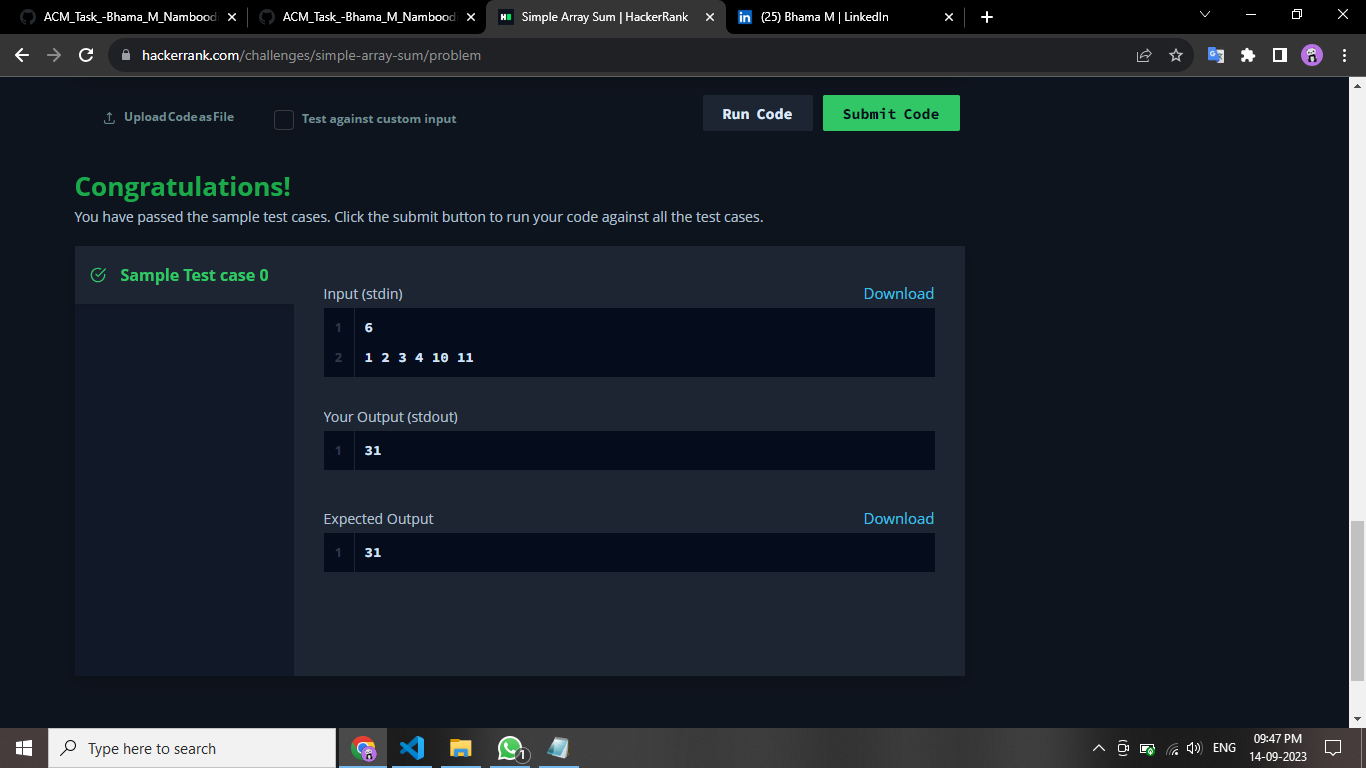 ACM_Task_-Bhama_M_Namboodi
ACM_Task_-Bhama_M_Namboodi
Simple Array Sum | HackerRank
(25) Bhama M | LinkedIn
hackerrank.com/challenges/simple-array-sum/problem
Upload Code as File
Test against custom input
Run Code
Submit Code
Congratulations!
You have passed the sample test cases. Click the submit button to run your code against all the test cases.
Sample Test case 0
Input (stdin)
Download
1 6
2 1 2 3 4 10 11
Your Output (stdout)
1 31
Expected Output
Download
1 31
Type here to search
1
ENG
09:47 PM
14-09-2023